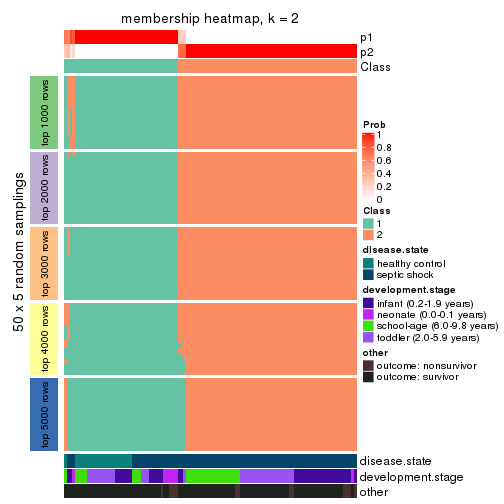 membership heatmap, k = 2
p1
p2
Class
50 x 5 random samplings
top 1000 rows
top 2000 rows
top 3000 rows
top 4000 rows
top 5000 rows
Prob
1
0.8
0.6
0.4
0.2
0
Class
1
2
disease.state
healthy control
septic shock
development.stage
infant (0.2-1.9 years)
neonate (0.0-0.1 years)
school-age (6.0-9.8 years)
toddler (2.0-5.9 years)
other
outcome: nonsurvivor
outcome: survivor
disease.state
development.stage
other